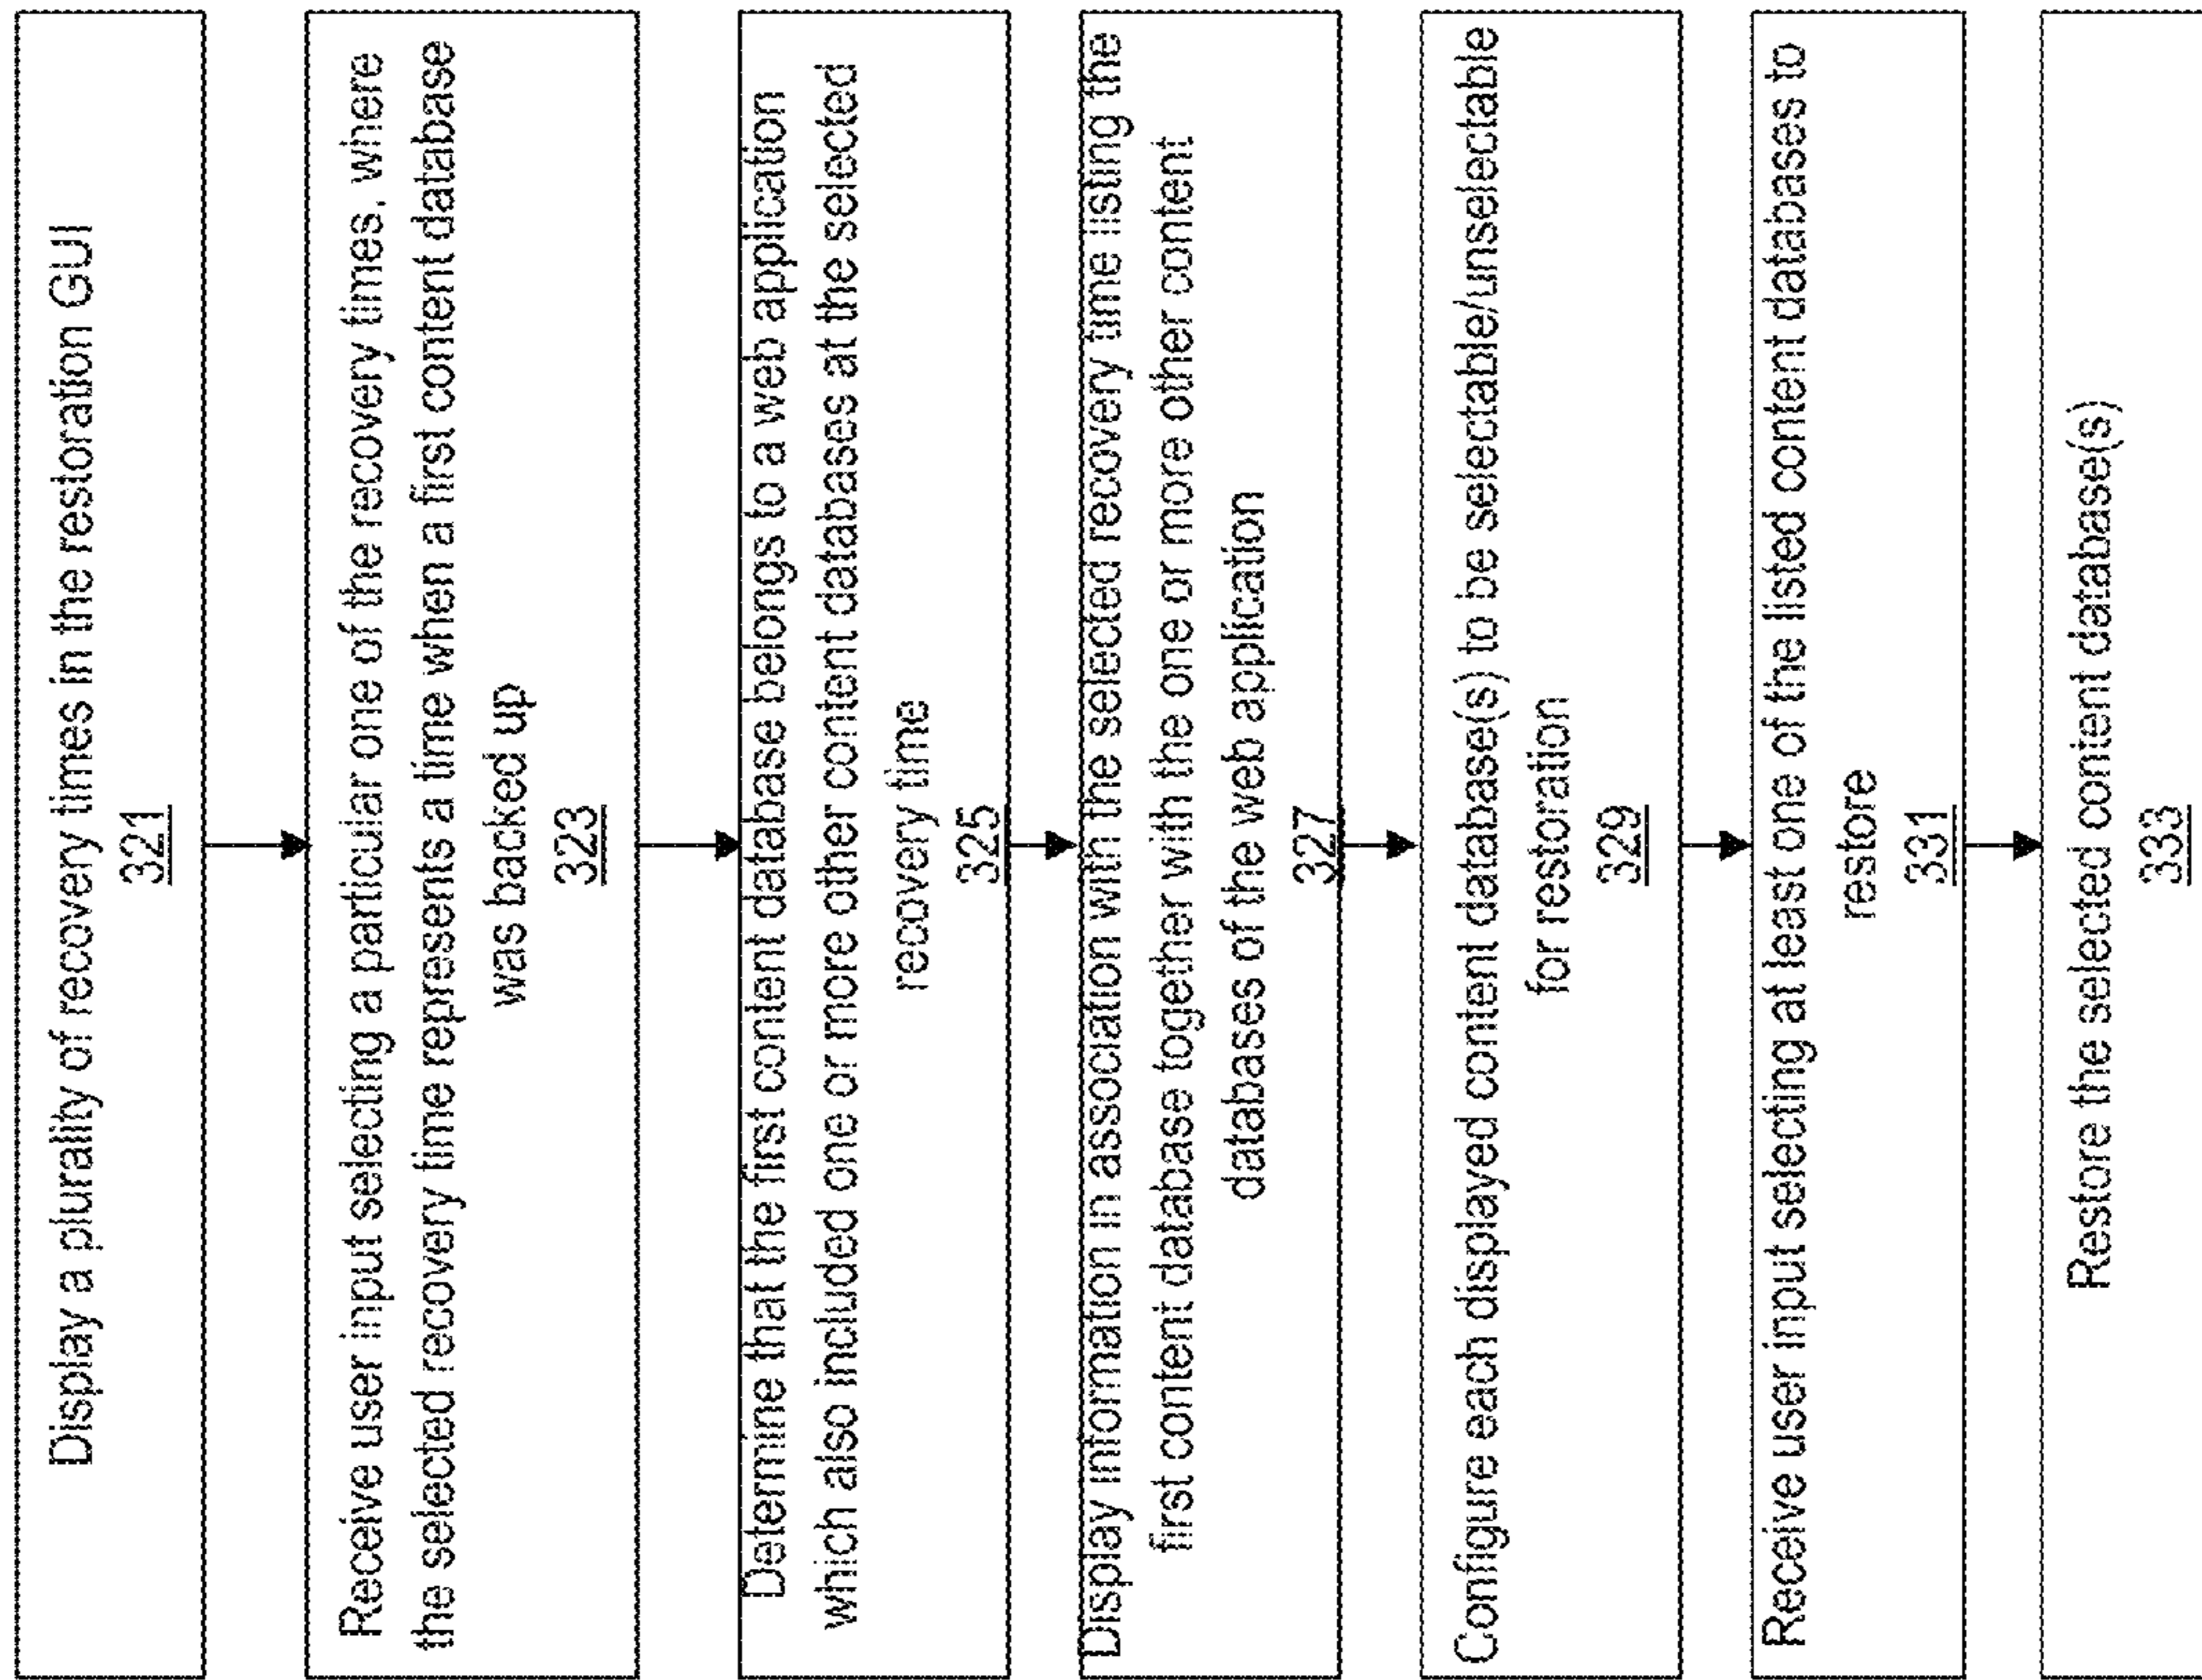 Display a plurality of recovery times in the restoration GUI
321
Receive user input selecting a particular one of the recovery times, where
the selected recovery time represents a time when a first content database
was backed up
323
Determine that the first content database belongs to a web application
which also included one or more other content databases at the selected
recovery time
325
Display information in association with the selected recovery time listing the
first content database together with the one or more other content
databases of the web application
327
Configure each displayed content database(s) to be selectable/unselectable
for restoration
329
Receive user input selecting at least one of the listed content databases to
restore
331
Restore the selected content database(s)
333